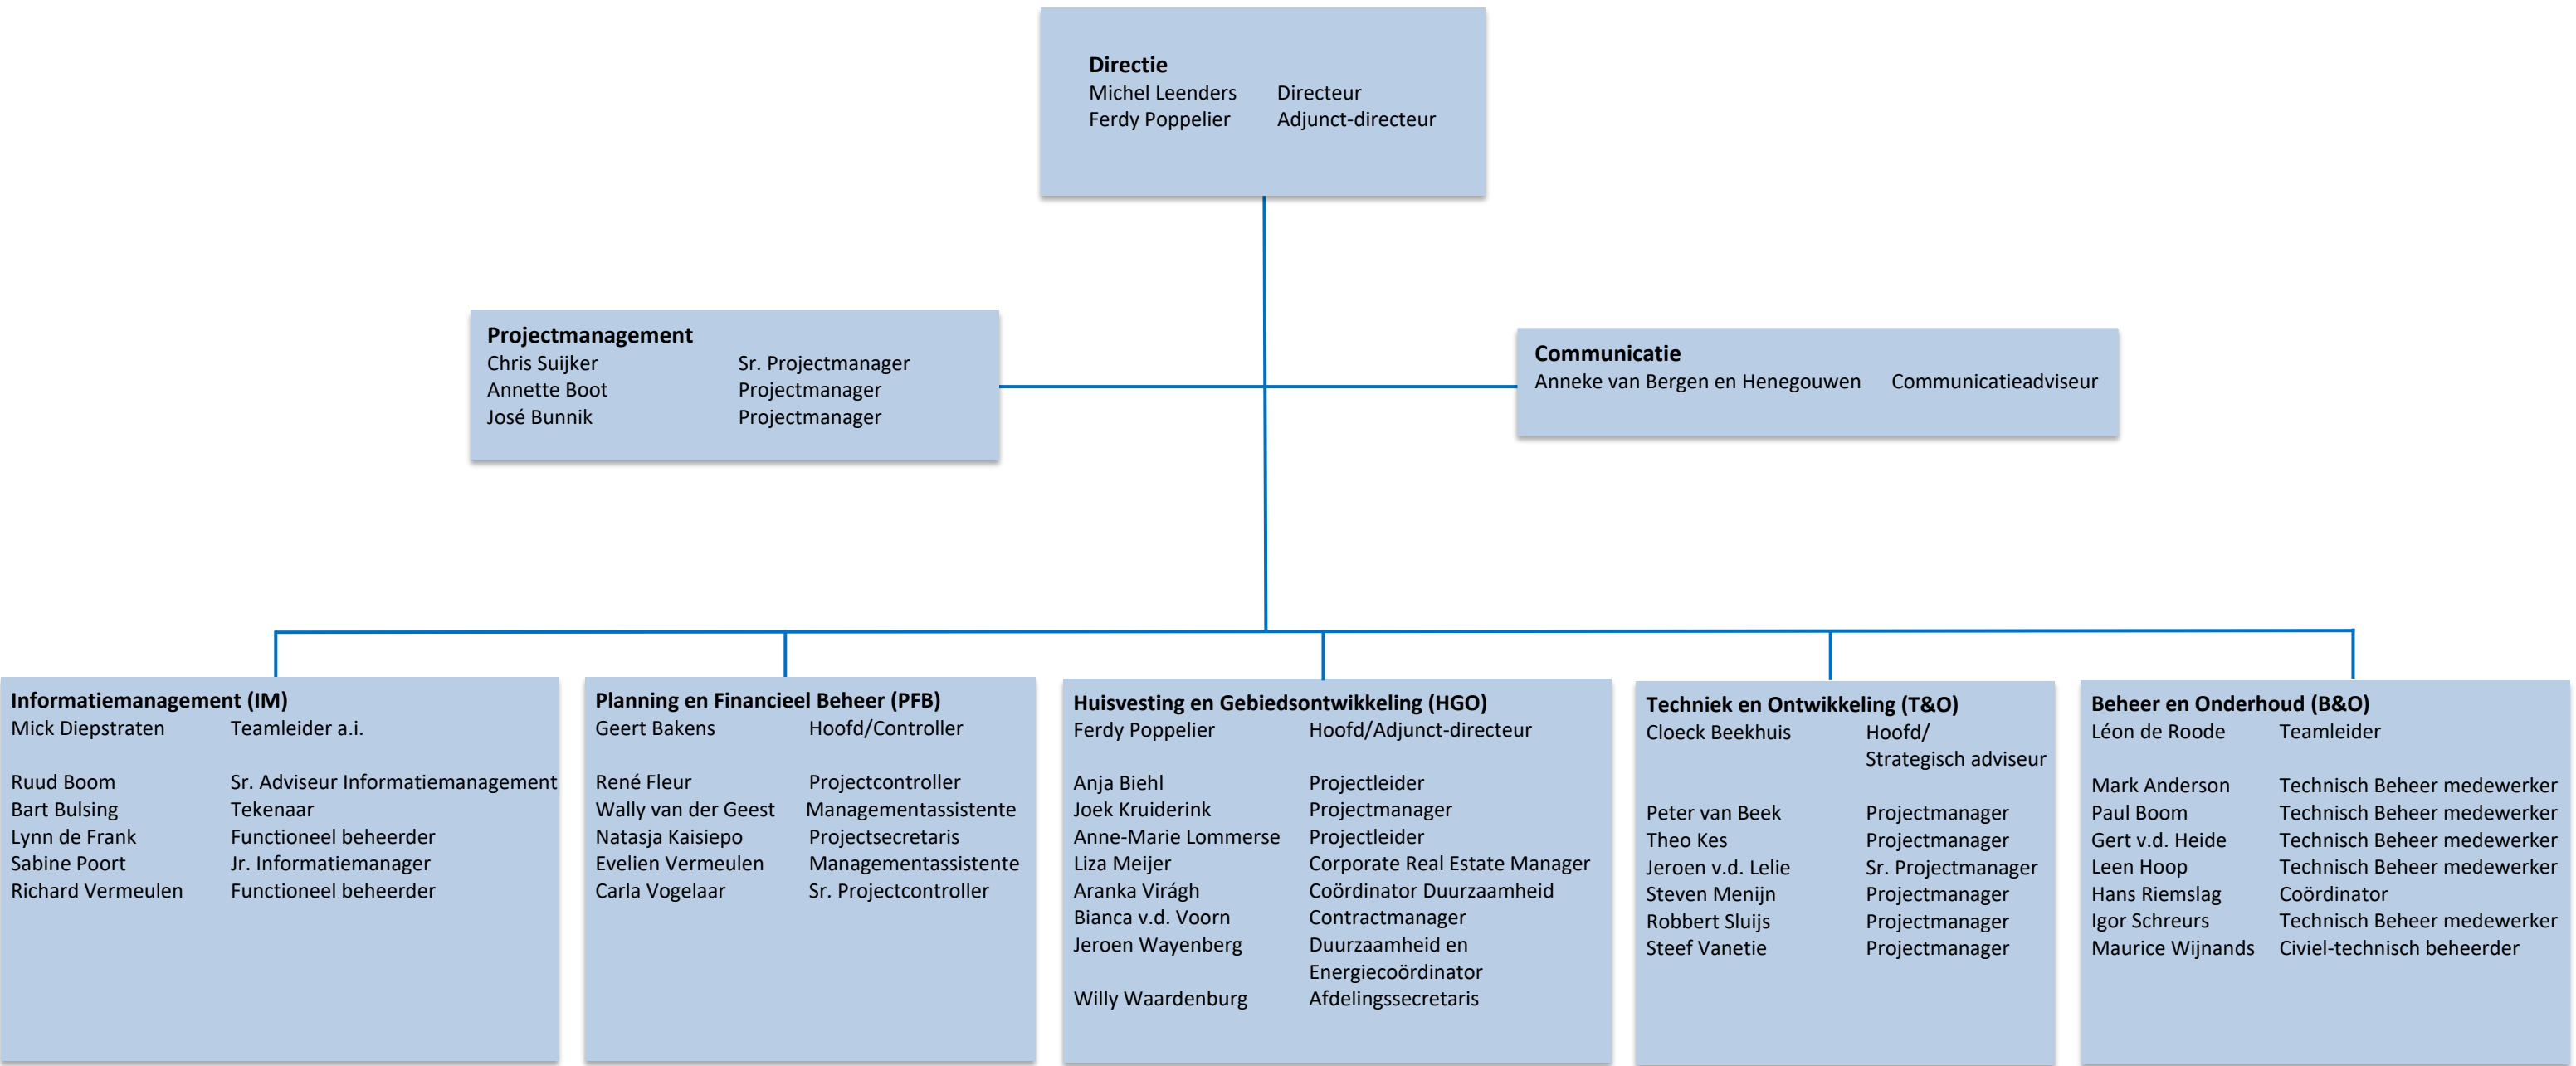 Directie
Michel Leenders Directeur
Ferdy Poppelier Adjunct-directeur
Projectmanagement
Chris Suijker Sr. Projectmanager
Annette Boot Projectmanager
José Bunnik Projectmanager
Communicatie
Anneke van Bergen en Henegouwen Communicatieadviseur
Informatiemanagement (IM)
Mick Diepstraten Teamleider a.i.
Ruud Boom Sr. Adviseur Informatiemanagement
Bart Bulsing Tekenaar
Lynn de Frank Functioneel beheerder
Sabine Poort Jr. Informatiemanager
Richard Vermeulen Functioneel beheerder
Planning en Financieel Beheer (PFB)
Geert Bakens Hoofd/Controller
René Fleur Projectcontroller
Wally van der Geest Managementassistente
Natasja Kaisiepo Projectsecretaris
Evelien Vermeulen Managementassistente
Carla Vogelaar Sr. Projectcontroller
Huisvesting en Gebiedsontwikkeling (HGO)
Ferdy Poppelier Hoofd/Adjunct-directeur
Anja Biehl Projectleider
Joek Kruiderink Projectmanager
Anne-Marie Lommerse Projectleider
Liza Meijer Corporate Real Estate Manager
Aranka Virágh Coördinator Duurzaamheid
Bianca v.d. Voorn Contractmanager
Jeroen Wayenberg Duurzaamheid en
Energiecoördinator
Willy Waardenburg Afdelingssecretaris
Techniek en Ontwikkeling (T&O)
Cloeck Beekhuis Hoofd/
Strategisch adviseur
Peter van Beek Projectmanager
Theo Kes Projectmanager
Jeroen v.d. Lelie Sr. Projectmanager
Steven Menijn Projectmanager
Robbert Sluijs Projectmanager
Steef Vanetie Projectmanager
Beheer en Onderhoud (B&O)
Léon de Roode Teamleider
Mark Anderson Technisch Beheer medewerker
Paul Boom Technisch Beheer medewerker
Gert v.d. Heide Technisch Beheer medewerker
Leen Hoop Technisch Beheer medewerker
Hans Riemslag Coördinator
Igor Schreurs Technisch Beheer medewerker
Maurice Wijnands Civiel-technisch beheerder